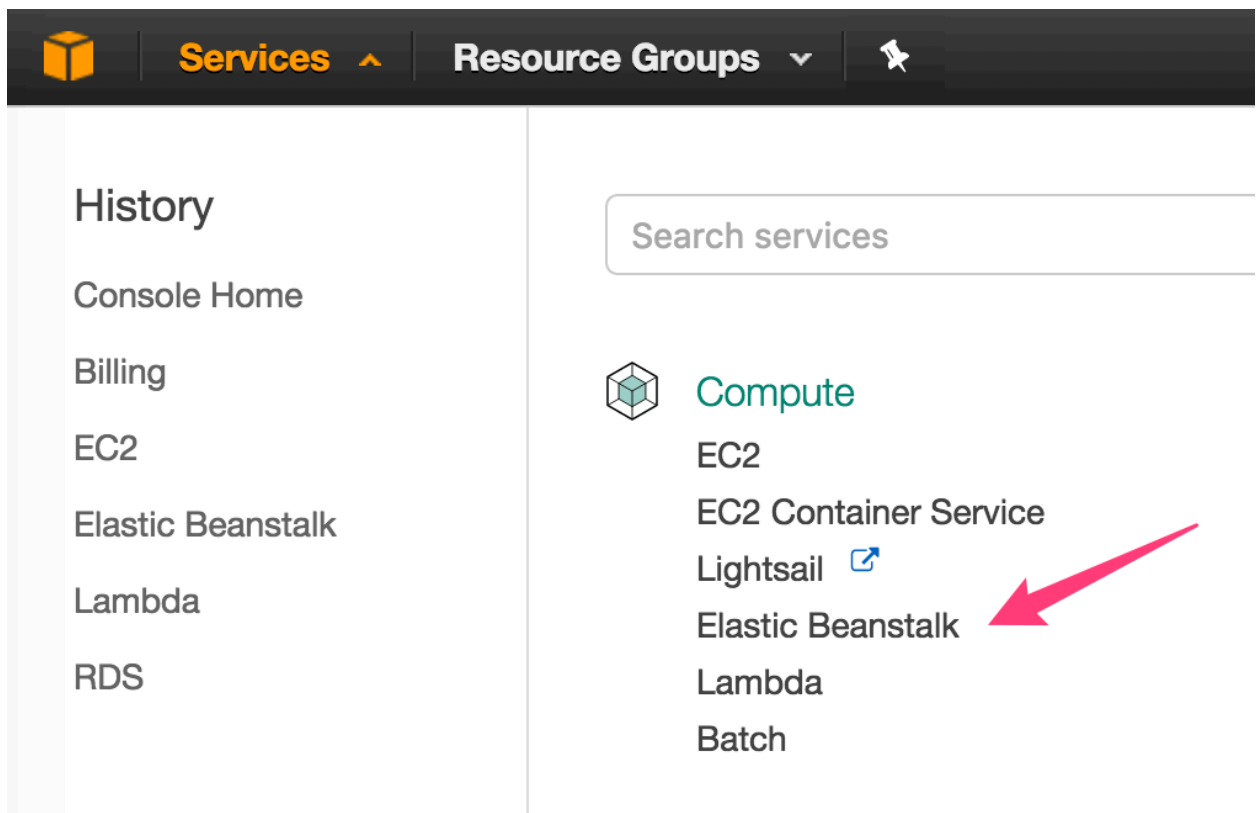 Services
Resource Groups
History
Console Home
Billing
EC2
Elastic Beanstalk
Lambda
RDS
Search services
Compute
EC2
EC2 Container Service
Lightsail
Elastic Beanstalk
Lambda
Batch